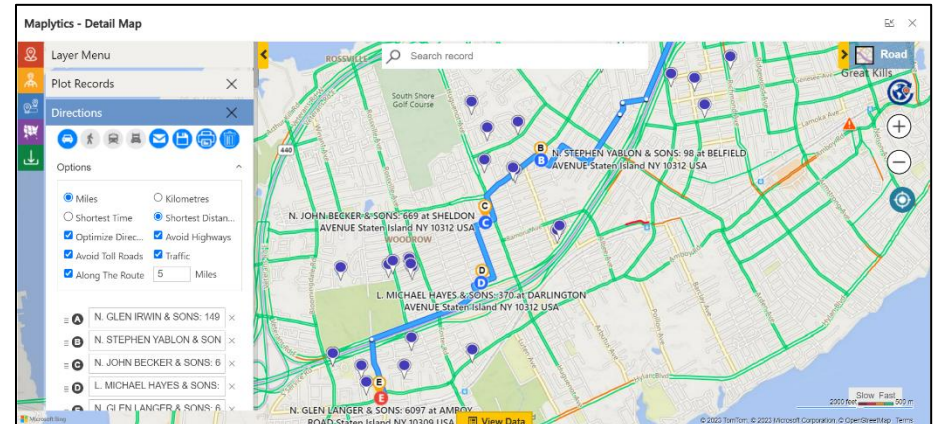 Maplytics - Detail Map
Layer Menu
Plot Records
Directions
Options
Miles
Kilometres
Shortest Time
Shortest Distan...
Optimize Direc...
Avoid Highways
Avoid Toll Roads
Traffic
Along The Route 5 Miles
A N. GLEN IRWIN & SONS: 149
B N. STEPHEN YABLON & SON
C N. JOHN BECKER & SONS: 6
D L. MICHAEL HAYES & SONS:
E N. GLEN LANGER & SONS: 6
Search record
Road
ROSSVILLE
Great Kills
South Shore
Golf Course
440
B
B
N. STEPHEN YABLON & SONS: 98 at BELFIELD
AVENUE Staten Island NY 10312 USA
C
C
N. JOHN BECKER & SONS: 669 at SHELDON
AVENUE Staten Island NY 10312 USA
WOODROW
D
D
L. MICHAEL HAYES & SONS: 370 at DARLINGTON
AVENUE Staten Island NY 10312 USA
E
E
N. GLEN LANGER & SONS: 6097 at AMBOY
ROAD Staten Island NY 10309 USA
View Data
Slow Fast
2000 feet 500 m
Microsoft Bing
© 2023 TomTom, © 2023 Microsoft Corporation, © OpenStreetMap Terms